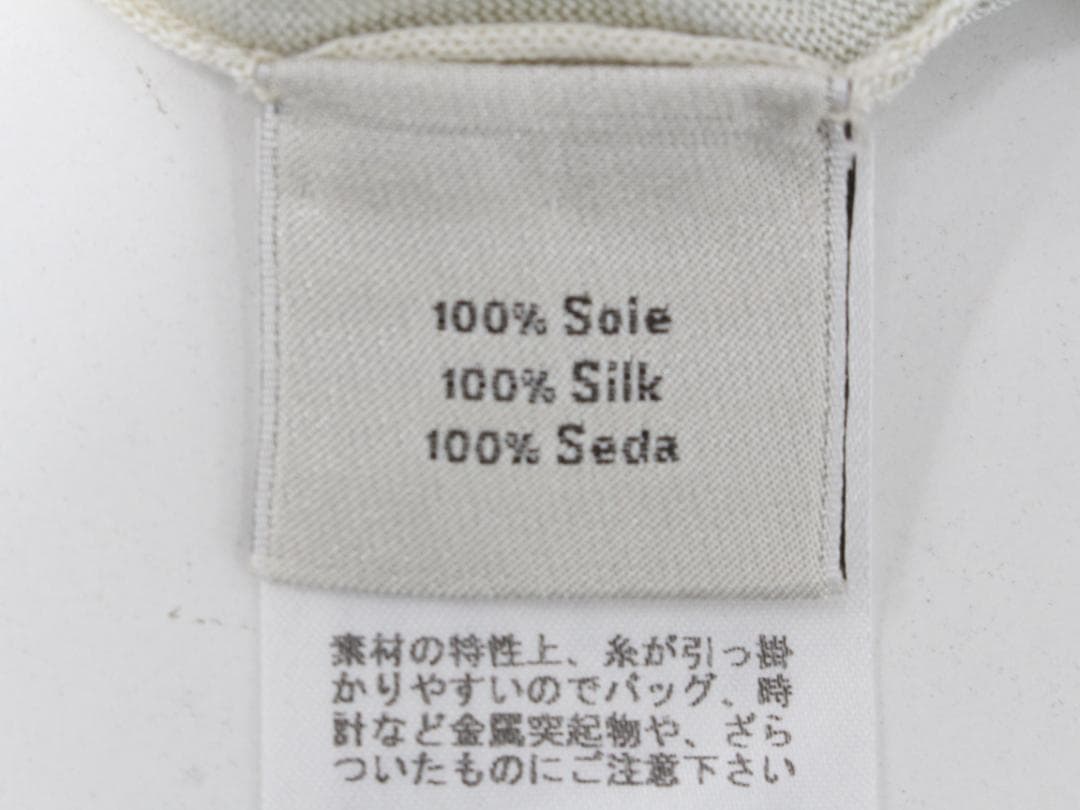 100% Soie
100% Silk
100% Seda
素材の特性上、糸が引っ掛
かりやすいのでバッグ、時
計など金属突起物や、ざら
ついたものにご注意下さい